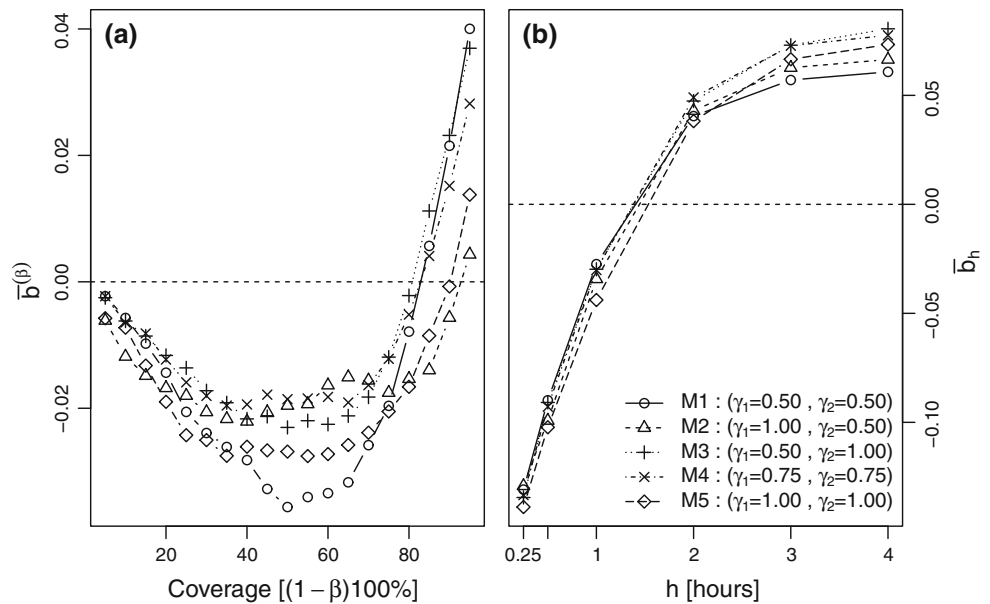 (a)
0.04
0.02
0.00
−0.02
b̅^(β)
20 40 60 80
Coverage [(1 − β)100%]
(b)
0.05
0.00
−0.05
−0.10
b̅_h
M1 : (γ₁=0.50 , γ₂=0.50)
M2 : (γ₁=1.00 , γ₂=0.50)
M3 : (γ₁=0.50 , γ₂=1.00)
M4 : (γ₁=0.75 , γ₂=0.75)
M5 : (γ₁=1.00 , γ₂=1.00)
0.25 1 2 3 4
h [hours]